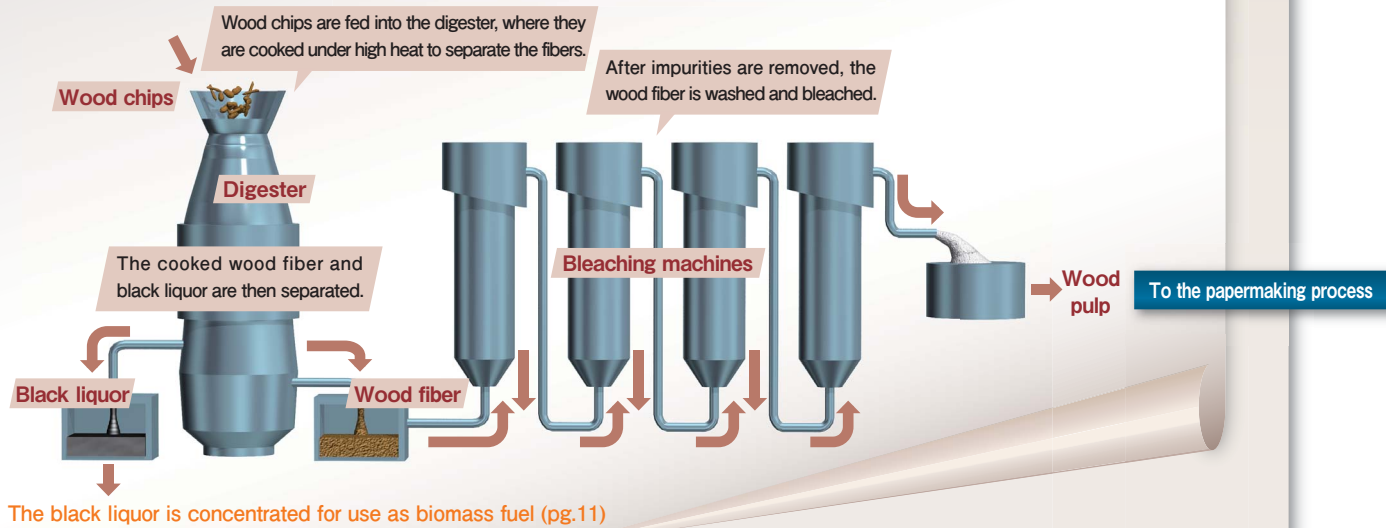 Wood chips are fed into the digester, where they
are cooked under high heat to separate the fibers.
Wood chips
After impurities are removed, the
wood fiber is washed and bleached.
Digester
The cooked wood fiber and
black liquor are then separated.
Bleaching machines
Wood
pulp
To the papermaking process
Black liquor
Wood fiber
The black liquor is concentrated for use as biomass fuel (pg.11)